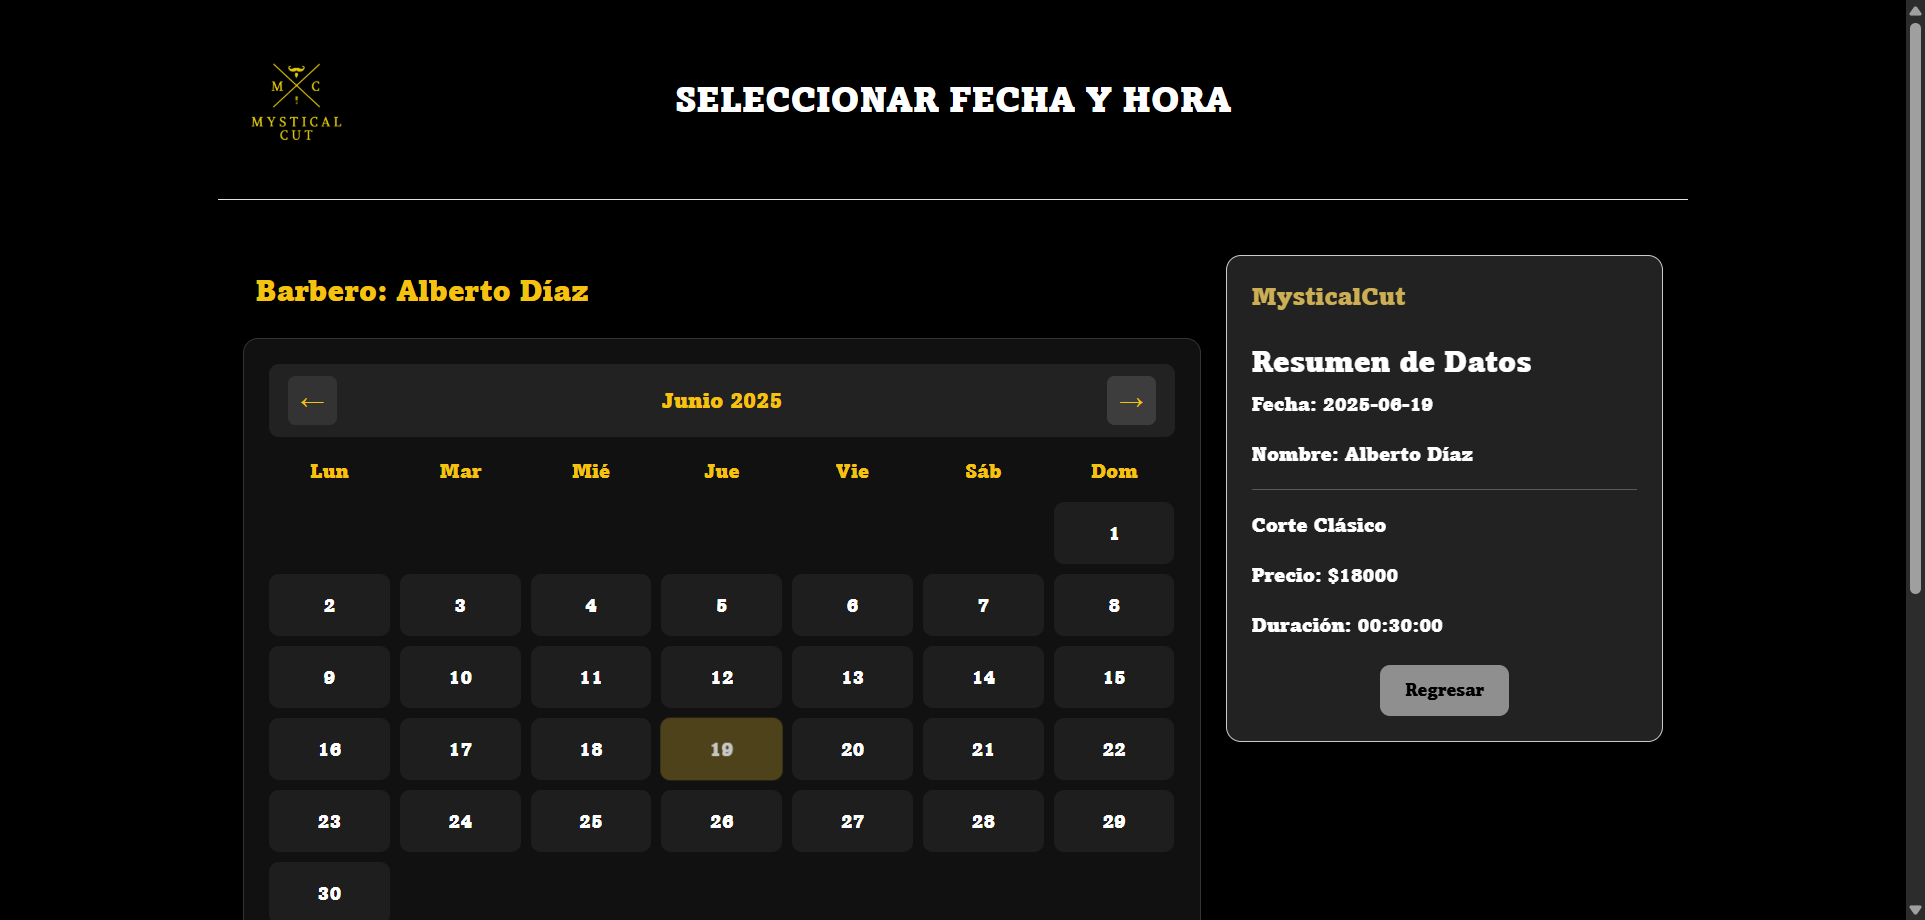 M C
MYSTICAL
CUT
SELECCIONAR FECHA Y HORA
Barbero: Alberto Díaz
← Junio 2025 →
Lun Mar Mié Jue Vie Sáb Dom
1
2 3 4 5 6 7 8
9 10 11 12 13 14 15
16 17 18 19 20 21 22
23 24 25 26 27 28 29
30
MysticalCut
Resumen de Datos
Fecha: 2025-06-19
Nombre: Alberto Díaz
Corte Clásico
Precio: $18000
Duración: 00:30:00
Regresar